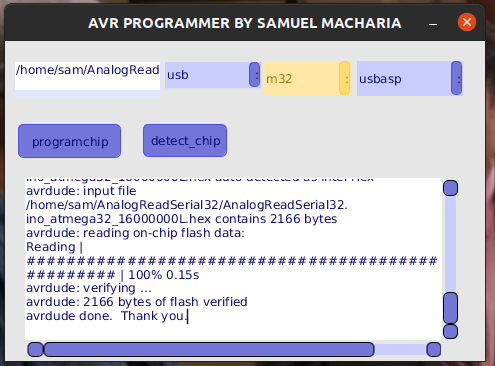 AVR PROGRAMMER BY SAMUEL MACHARIA
/home/sam/AnalogRead
usb :
m32 :
usbasp :
programchip
detect_chip
avrdude: input file
/home/sam/AnalogReadSerial32/AnalogReadSerial32.
ino_atmega32_16000000L.hex contains 2166 bytes
avrdude: reading on-chip flash data:
Reading |
#########################################
######### | 100% 0.15s
avrdude: verifying ...
avrdude: 2166 bytes of flash verified
avrdude done.  Thank you.